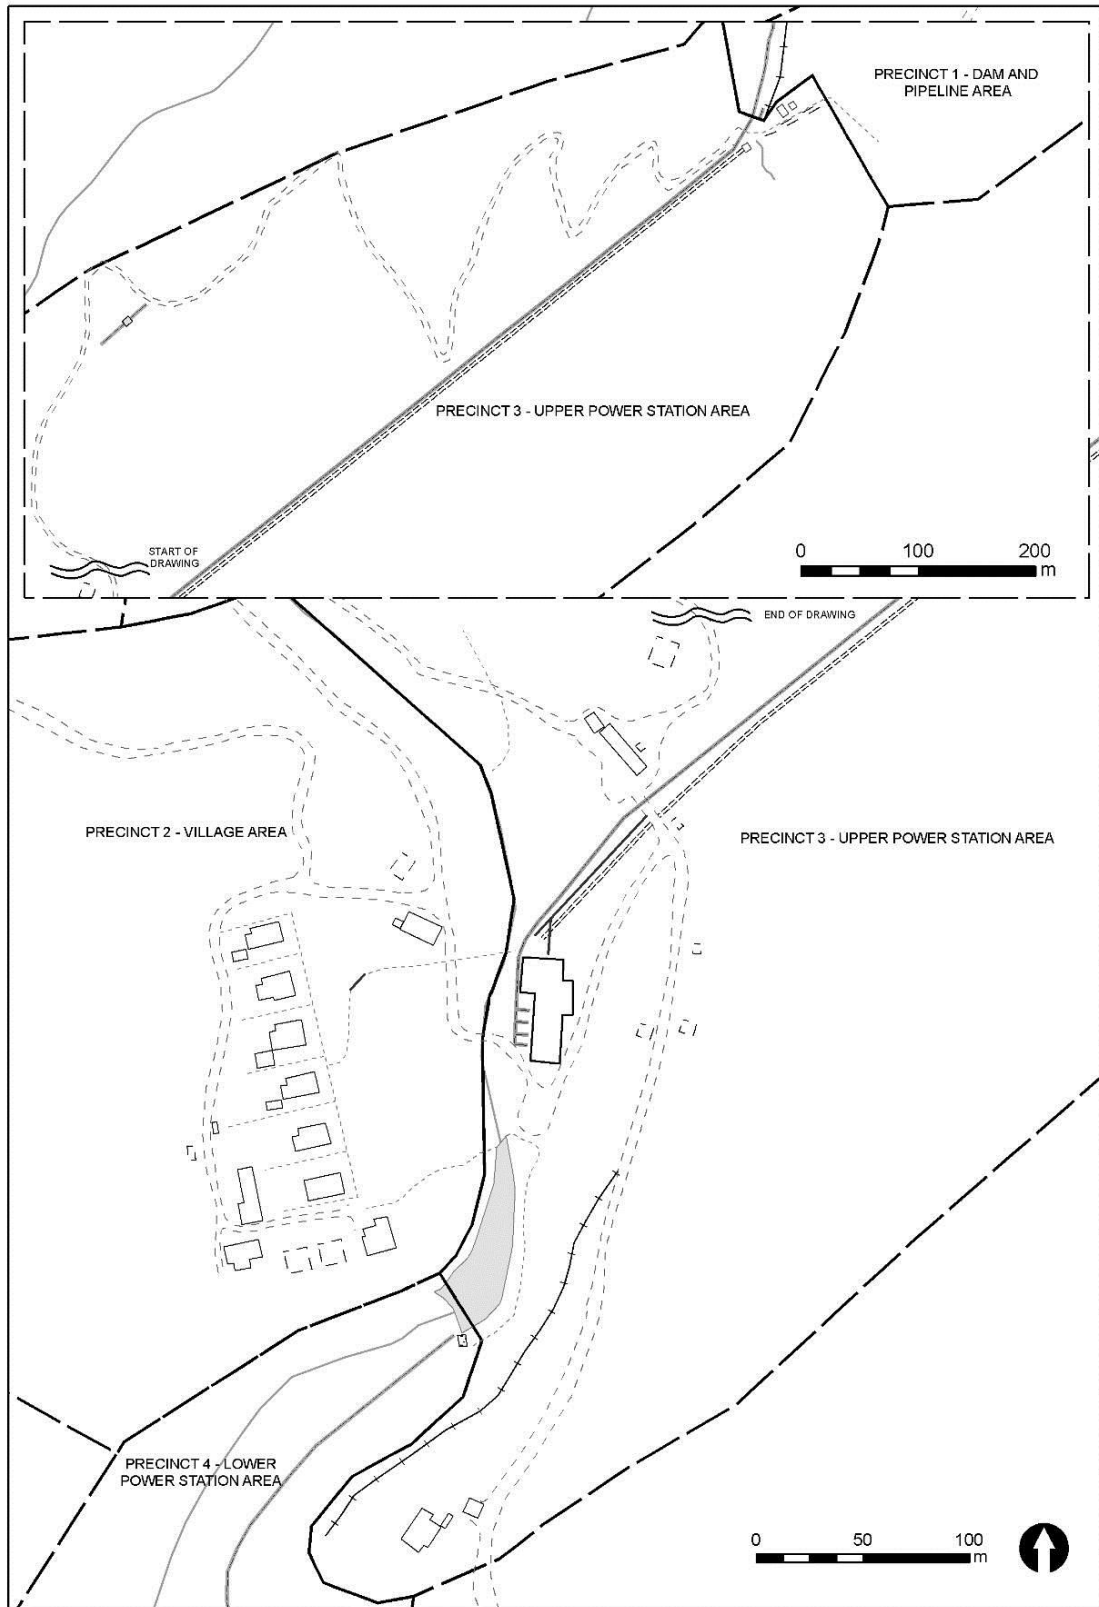 PRECINCT 1 - DAM AND
PIPELINE AREA
PRECINCT 3 - UPPER POWER STATION AREA
START OF
DRAWING
0 100 200
m
END OF DRAWING
PRECINCT 2 - VILLAGE AREA
PRECINCT 3 - UPPER POWER STATION AREA
PRECINCT 4 - LOWER
POWER STATION AREA
0 50 100
m